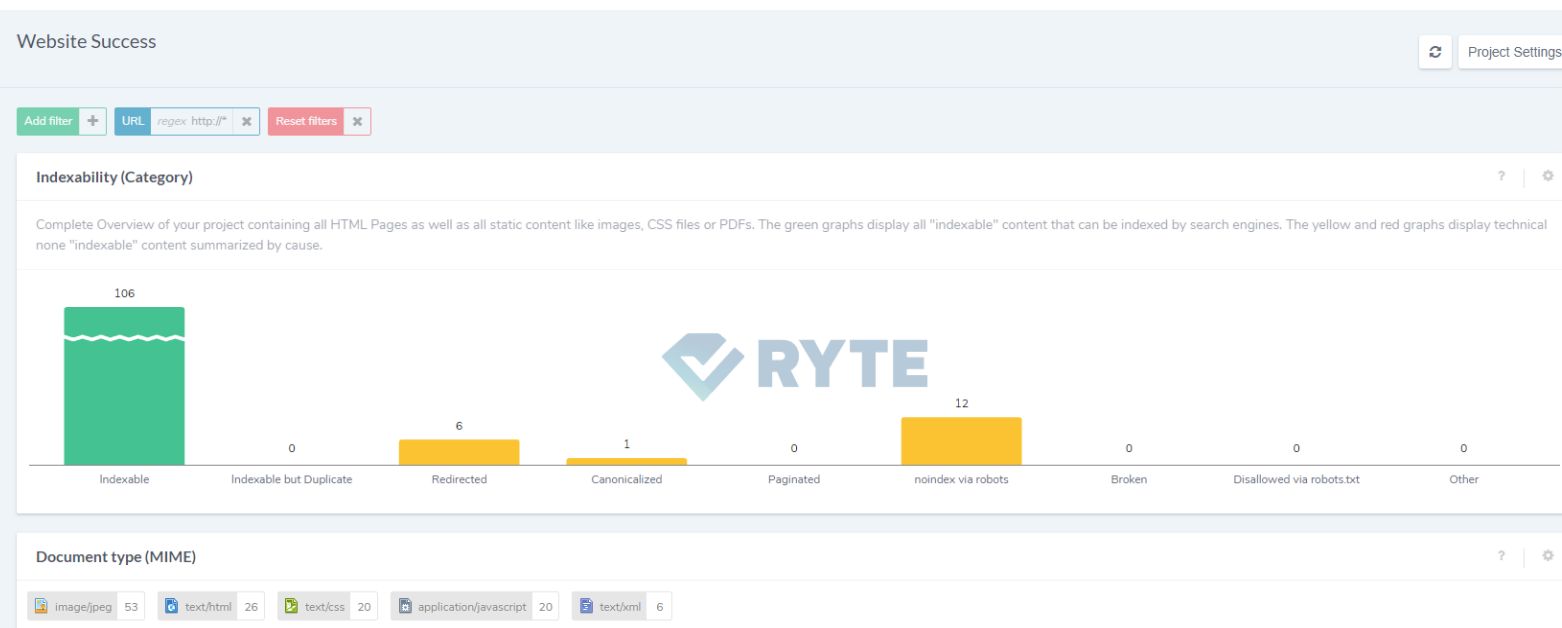 Website Success
Project Settings
Add filter URL regex http://* Reset filters
Indexability (Category)
?
Complete Overview of your project containing all HTML Pages as well as all static content like images, CSS files or PDFs. The green graphs display all "indexable" content that can be indexed by search engines. The yellow and red graphs display technical
none "indexable" content summarized by cause.
106
RYTE
12
6
1
0 0 0 0 0
Indexable Indexable but Duplicate Redirected Canonicalized Paginated noindex via robots Broken Disallowed via robots.txt Other
Document type (MIME)
?
image/jpeg 53 text/html 26 text/css 20 application/javascript 20 text/xml 6